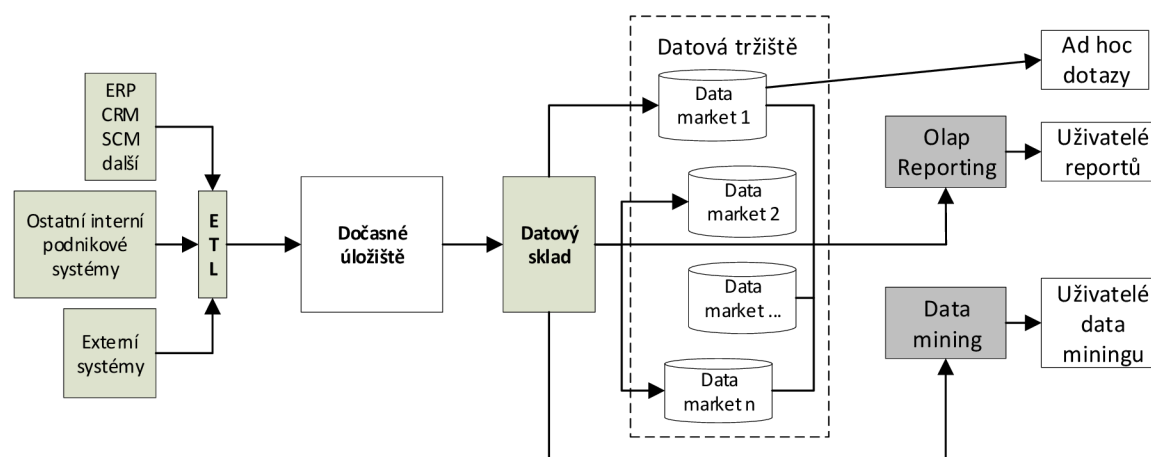 ERP
CRM
SCM
další
Ostatní interní
podnikové
systémy
Externí
systémy
E
T
L
Dočasné
úložiště
Datový
sklad
Datová tržiště
Data
market 1
Data
market 2
Data
market ...
Data
market n
Olap
Reporting
Data
mining
Ad hoc
dotazy
Uživatelé
reportů
Uživatelé
data
miningu